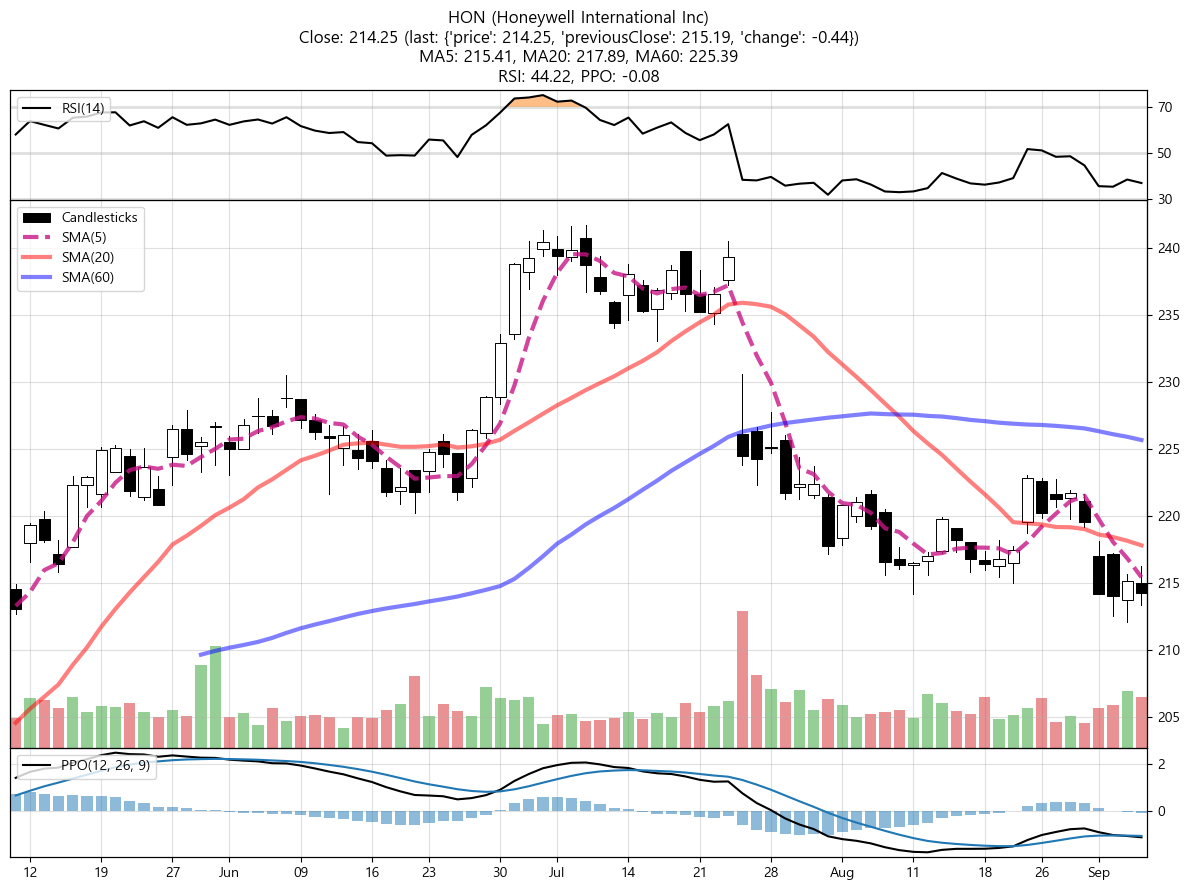 HON (Honeywell International Inc)
Close: 214.25 (last: {'price': 214.25, 'previousClose': 215.19, 'change': -0.44})
MA5: 215.41, MA20: 217.89, MA60: 225.39
RSI: 44.22, PPO: -0.08
RSI(14)
70
50
30
Candlesticks
SMA(5)
SMA(20)
SMA(60)
240
235
230
225
220
215
210
205
PPO(12, 26, 9)
2
0
12 19 27 Jun 09 16 23 30 Jul 14 21 28 Aug 11 18 26 Sep